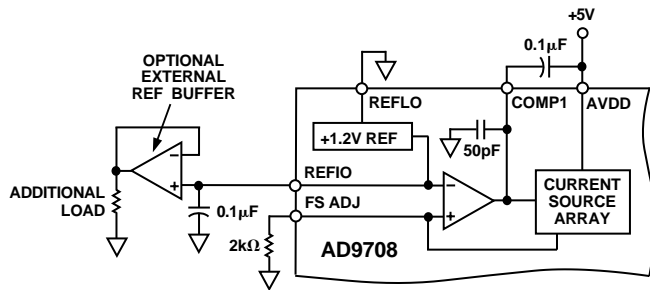 +5V
0.1µF
OPTIONAL
EXTERNAL
REF BUFFER
REFLO
COMP1
AVDD
+1.2V REF
50pF
–
+
REFIO
ADDITIONAL
LOAD
0.1µF
FS ADJ
–
+
CURRENT
SOURCE
ARRAY
2kΩ
AD9708